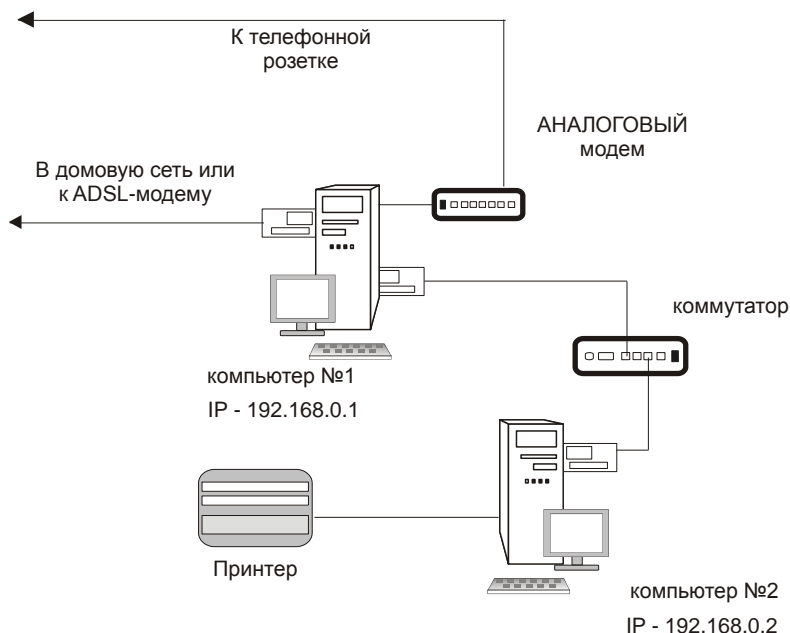 К телефонной
розетке
АНАЛОГОВЫЙ
модем
В домовую сеть или
к ADSL-модему
коммутатор
компьютер №1
IP - 192.168.0.1
Принтер
компьютер №2
IP - 192.168.0.2